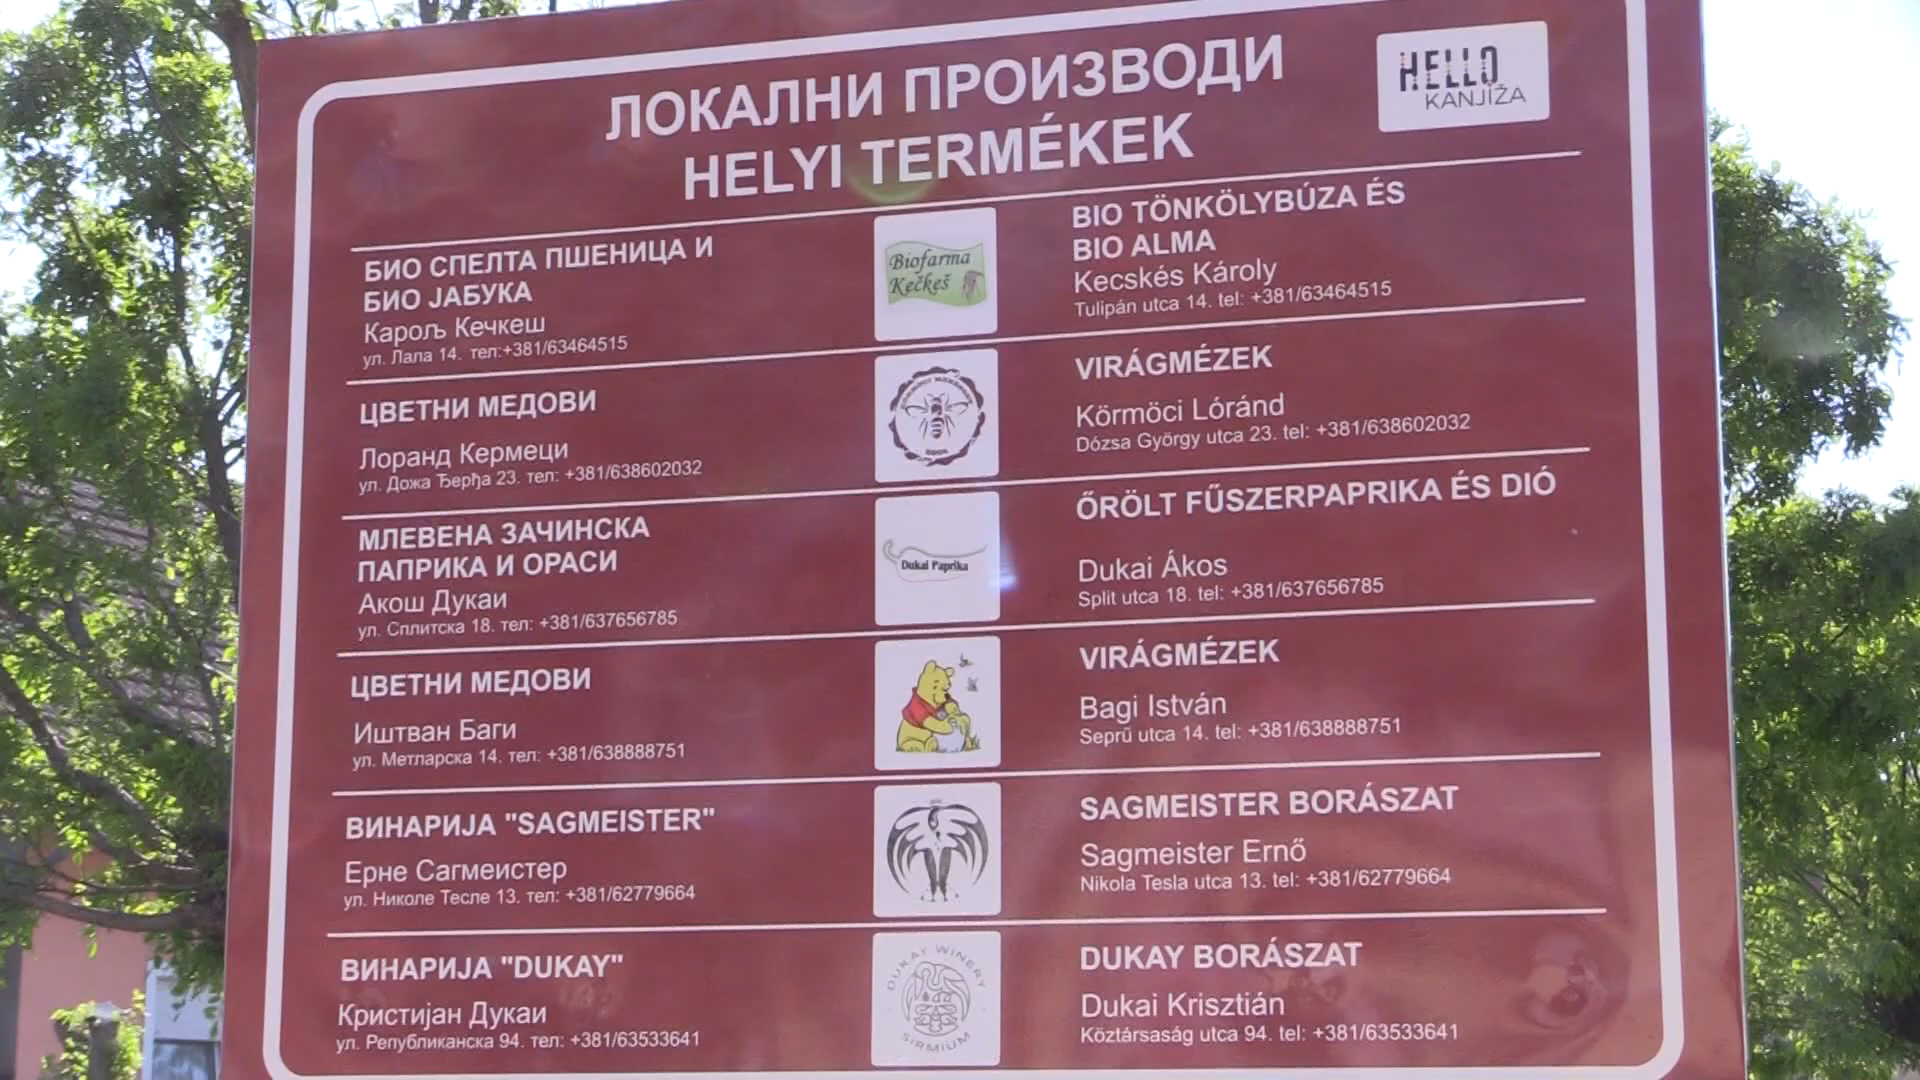 ЛОКАЛНИ ПРОИЗВОДИ
HELYI TERMÉKEK
HELLO
KANJIŽA
БИО СПЕЛТА ПШЕНИЦА И
БИО ЈАБУКА
Карољ Кечкеш
ул. Лала 14. тел:+381/63464515
Biofarma
Kečkeš
BIO TÖNKÖLYBÚZA ÉS
BIO ALMA
Kecskés Károly
Tulipán utca 14. tel: +381/63464515
ЦВЕТНИ МЕДОВИ
Лоранд Кермеци
ул. Дожа Ђерђа 23. тел: +381/638602032
VIRÁGMÉZEK
Körmöci Lóránd
Dózsa György utca 23. tel: +381/638602032
МЛЕВЕНА ЗАЧИНСКА
ПАПРИКА И ОРАСИ
Акош Дукаи
ул. Сплитска 18. тел: +381/637656785
Dukai Paprika
ŐRÖLT FŰSZERPAPRIKA ÉS DIÓ
Dukai Ákos
Split utca 18. tel: +381/637656785
ЦВЕТНИ МЕДОВИ
Иштван Баги
ул. Метларска 14. тел: +381/638888751
VIRÁGMÉZEK
Bagi István
Seprű utca 14. tel: +381/638888751
ВИНАРИЈА "SAGMEISTER"
Ерне Сагмеистер
ул. Николе Тесле 13. тел: +381/62779664
SAGMEISTER BORÁSZAT
Sagmeister Ernő
Nikola Tesla utca 13. tel: +381/62779664
ВИНАРИЈА "DUKAY"
Кристијан Дукаи
ул. Републиканска 94. тел: +381/63533641
DUKAY WINERY
SIRMIUM
DUKAY BORÁSZAT
Dukai Krisztián
Köztársaság utca 94. tel: +381/63533641